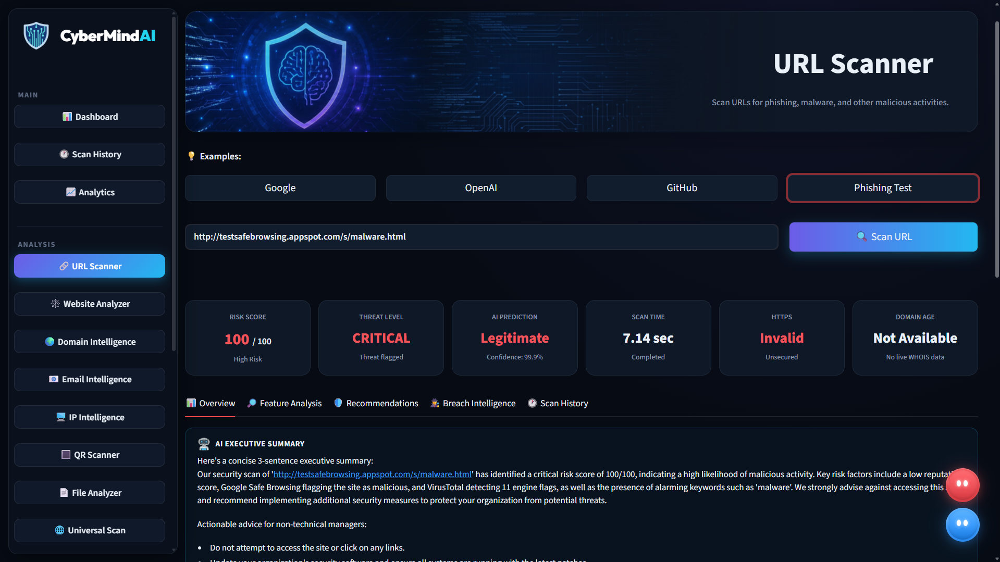 CyberMindAI
MAIN
Dashboard
Scan History
Analytics
ANALYSIS
URL Scanner
Website Analyzer
Domain Intelligence
Email Intelligence
IP Intelligence
QR Scanner
File Analyzer
Universal Scan
URL Scanner
Scan URLs for phishing, malware, and other malicious activities.
Examples:
Google
OpenAI
GitHub
Phishing Test
http://testsafebrowsing.appspot.com/s/malware.html
Scan URL
RISK SCORE
100 / 100
High Risk
THREAT LEVEL
CRITICAL
Threat flagged
AI PREDICTION
Legitimate
Confidence: 99.9%
SCAN TIME
7.14 sec
Completed
HTTPS
Invalid
Unsecured
DOMAIN AGE
Not Available
No live WHOIS data
Overview
Feature Analysis
Recommendations
Breach Intelligence
Scan History
AI EXECUTIVE SUMMARY
Here's a concise 3-sentence executive summary:
Our security scan of 'http://testsafebrowsing.appspot.com/s/malware.html' has identified a critical risk score of 100/100, indicating a high likelihood of malicious activity. Key risk factors include a low
score, Google Safe Browsing flagging the site as malicious, and VirusTotal detecting 11 engine flags, as well as the presence of alarming keywords such as 'malware'. We strongly advise against accessing this
and recommend implementing additional security measures to protect your organization from potential threats.
Actionable advice for non-technical managers:
• Do not attempt to access the site or click on any links.